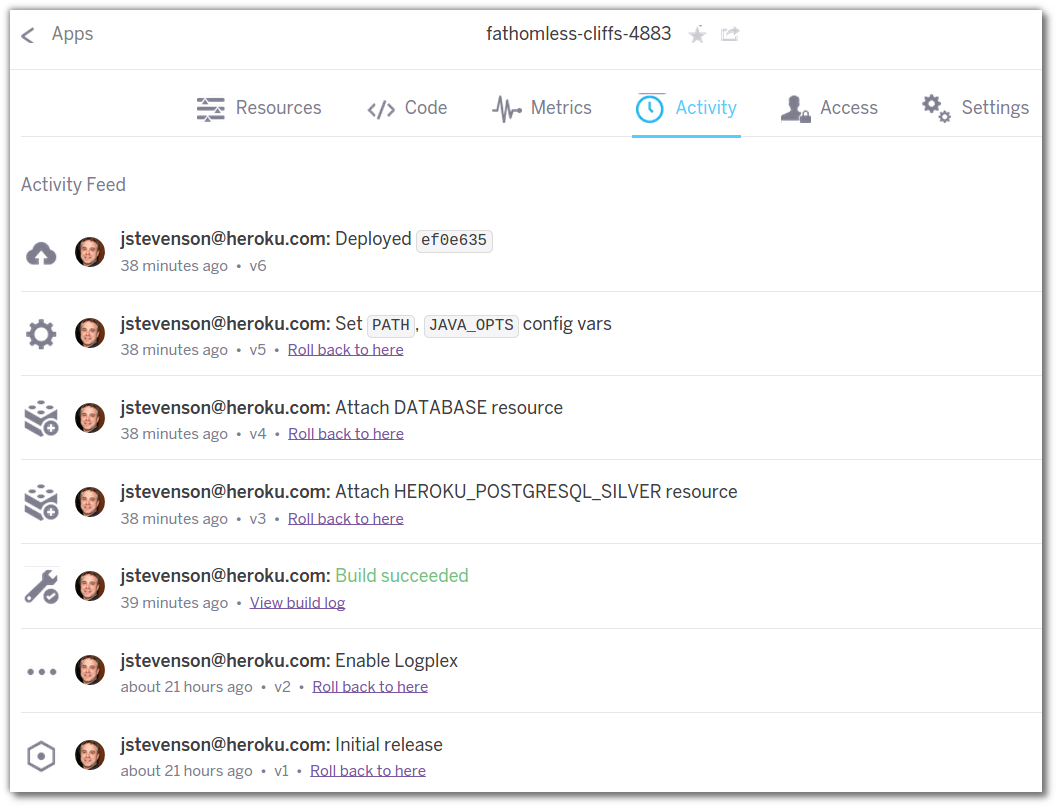 Apps
fathomless-cliffs-4883
Resources </> Code Metrics Activity Access Settings
Activity Feed
jstevenson@heroku.com: Deployed ef0e635
38 minutes ago • v6
jstevenson@heroku.com: Set PATH, JAVA_OPTS config vars
38 minutes ago • v5 • Roll back to here
jstevenson@heroku.com: Attach DATABASE resource
38 minutes ago • v4 • Roll back to here
jstevenson@heroku.com: Attach HEROKU_POSTGRESQL_SILVER resource
38 minutes ago • v3 • Roll back to here
jstevenson@heroku.com: Build succeeded
39 minutes ago • View build log
jstevenson@heroku.com: Enable Logplex
about 21 hours ago • v2 • Roll back to here
jstevenson@heroku.com: Initial release
about 21 hours ago • v1 • Roll back to here